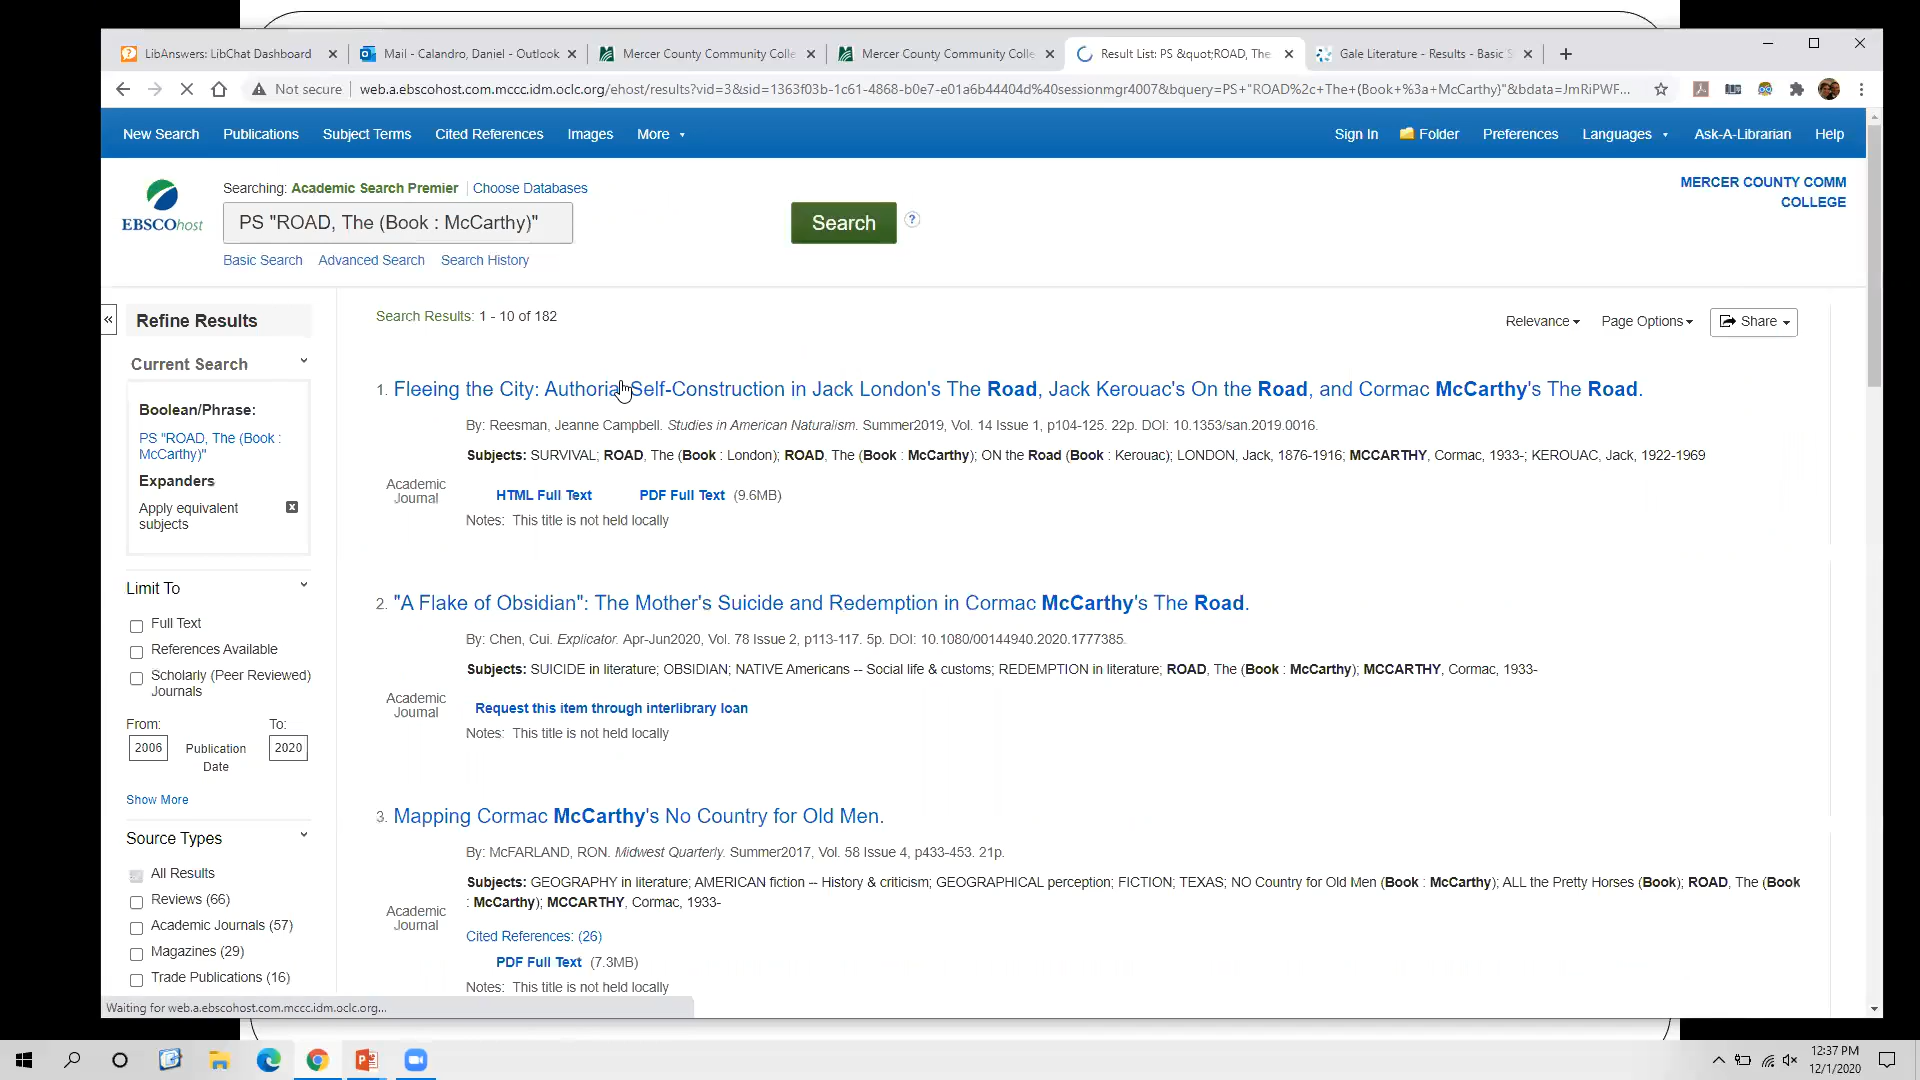 LibAnswers: LibChat Dashboard
Mail - Calandro, Daniel - Outlook
Mercer County Community Colle
Mercer County Community Colle
Result List: PS &quot;ROAD, The
Gale Literature - Results - Basic S
Not secure
web.a.ebscohost.com.mccc.idm.oclc.org/ehost/results?vid=3&sid=1363f03b-1c61-4868-b0e7-e01a6b44404d%40sessionmgr4007&bquery=PS+"ROAD%2c+The+(Book+%3a+McCarthy)"&bdata=JmRiPWF...
New Search Publications Subject Terms Cited References Images More
Sign In Folder Preferences Languages Ask-A-Librarian Help
EBSCOhost
Searching: Academic Search Premier Choose Databases
PS "ROAD, The (Book : McCarthy)"
Search
?
Basic Search Advanced Search Search History
MERCER COUNTY COMM
COLLEGE
«
Refine Results
Current Search
Boolean/Phrase:
PS "ROAD, The (Book :
McCarthy)"
Expanders
Apply equivalent
subjects
Limit To
Full Text
References Available
Scholarly (Peer Reviewed)
Journals
From: To:
2006 Publication 2020
Date
Show More
Source Types
All Results
Reviews (66)
Academic Journals (57)
Magazines (29)
Trade Publications (16)
Search Results: 1 - 10 of 182
Relevance Page Options Share
1. Fleeing the City: Authorial Self-Construction in Jack London's The Road, Jack Kerouac's On the Road, and Cormac McCarthy's The Road.
By: Reesman, Jeanne Campbell. Studies in American Naturalism. Summer2019, Vol. 14 Issue 1, p104-125. 22p. DOI: 10.1353/san.2019.0016.
Subjects: SURVIVAL; ROAD, The (Book : London); ROAD, The (Book : McCarthy); ON the Road (Book : Kerouac); LONDON, Jack, 1876-1916; MCCARTHY, Cormac, 1933-; KEROUAC, Jack, 1922-1969
Academic
Journal
HTML Full Text PDF Full Text (9.6MB)
Notes: This title is not held locally
2. "A Flake of Obsidian": The Mother's Suicide and Redemption in Cormac McCarthy's The Road.
By: Chen, Cui. Explicator. Apr-Jun2020, Vol. 78 Issue 2, p113-117. 5p. DOI: 10.1080/00144940.2020.1777385.
Subjects: SUICIDE in literature; OBSIDIAN; NATIVE Americans -- Social life & customs; REDEMPTION in literature; ROAD, The (Book : McCarthy); MCCARTHY, Cormac, 1933-
Academic
Journal
Request this item through interlibrary loan
Notes: This title is not held locally
3. Mapping Cormac McCarthy's No Country for Old Men.
By: McFARLAND, RON. Midwest Quarterly. Summer2017, Vol. 58 Issue 4, p433-453. 21p.
Subjects: GEOGRAPHY in literature; AMERICAN fiction -- History & criticism; GEOGRAPHICAL perception; FICTION; TEXAS; NO Country for Old Men (Book : McCarthy); ALL the Pretty Horses (Book); ROAD, The (Book
: McCarthy); MCCARTHY, Cormac, 1933-
Academic
Journal
Cited References: (26)
PDF Full Text (7.3MB)
Notes: This title is not held locally
Waiting for web.a.ebscohost.com.mccc.idm.oclc.org...
12:37 PM
12/1/2020